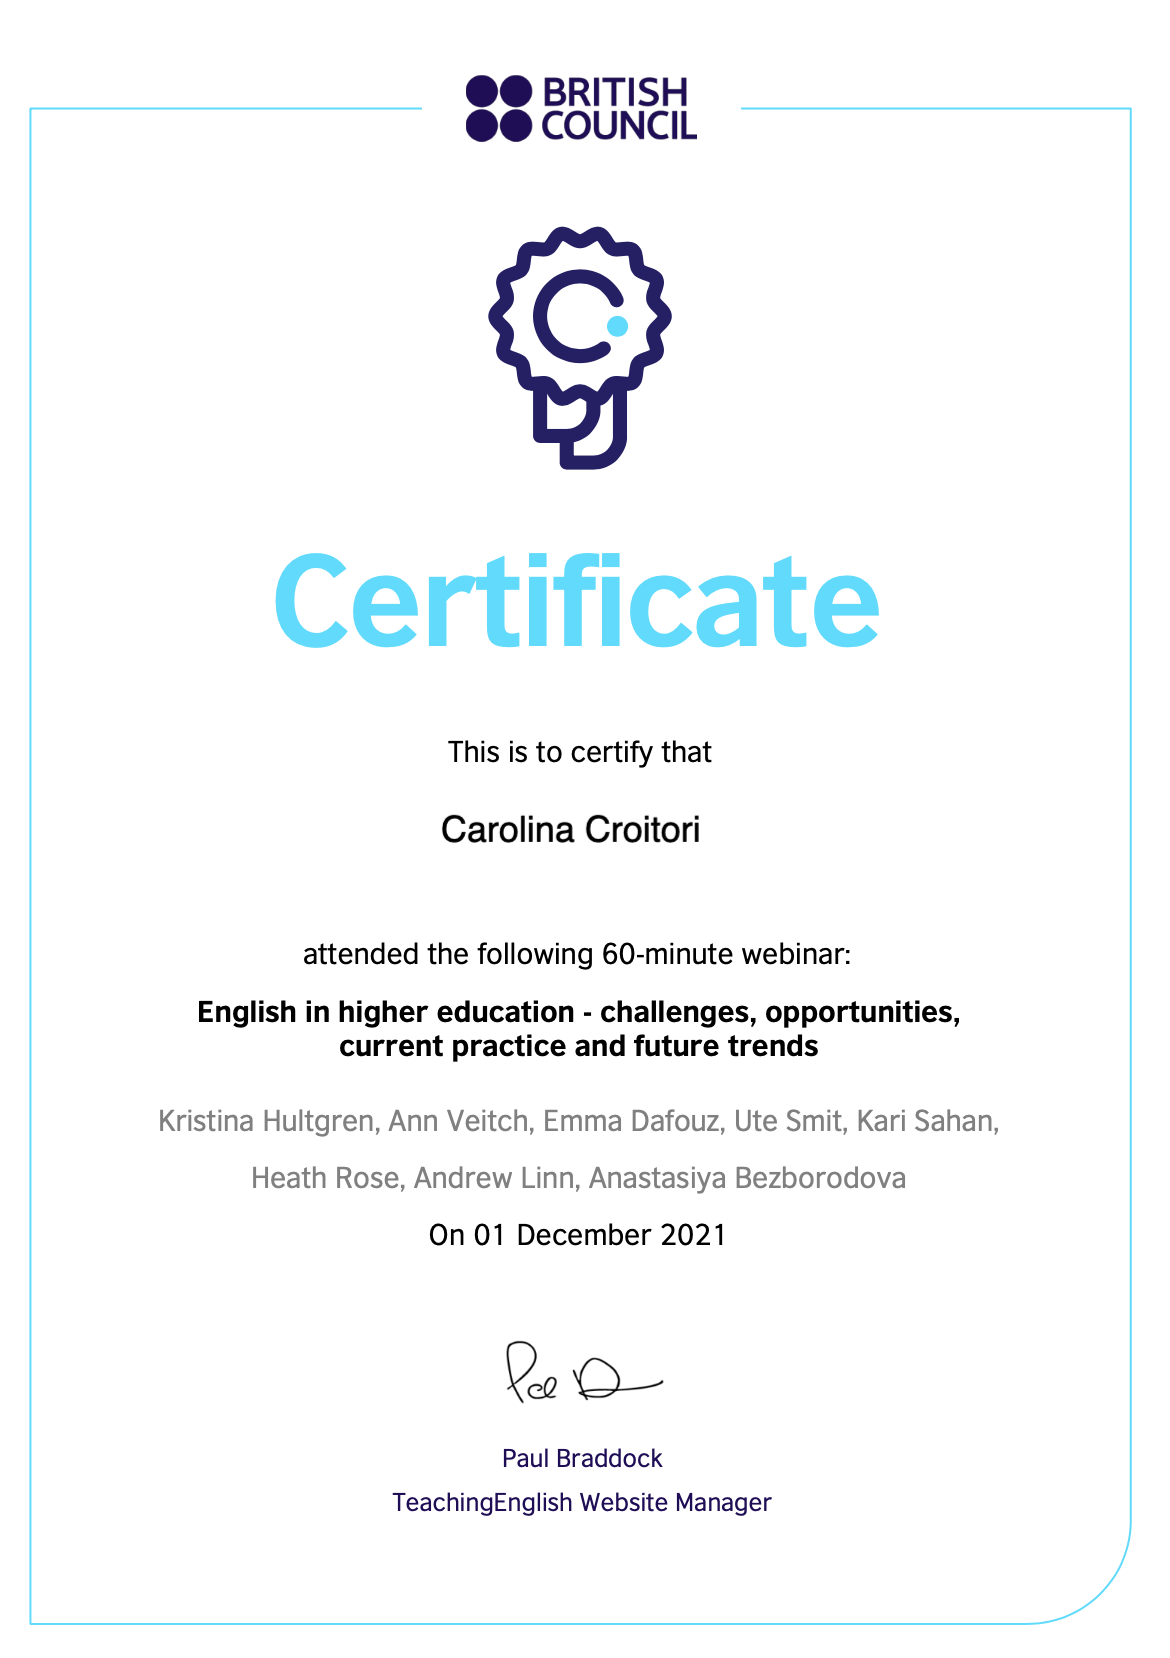 BRITISH
COUNCIL
Certificate
This is to certify that
Carolina Croitori
attended the following 60-minute webinar:
English in higher education - challenges, opportunities,
current practice and future trends
Kristina Hultgren, Ann Veitch, Emma Dafouz, Ute Smit, Kari Sahan,
Heath Rose, Andrew Linn, Anastasiya Bezborodova
On 01 December 2021
Paul Braddock
TeachingEnglish Website Manager